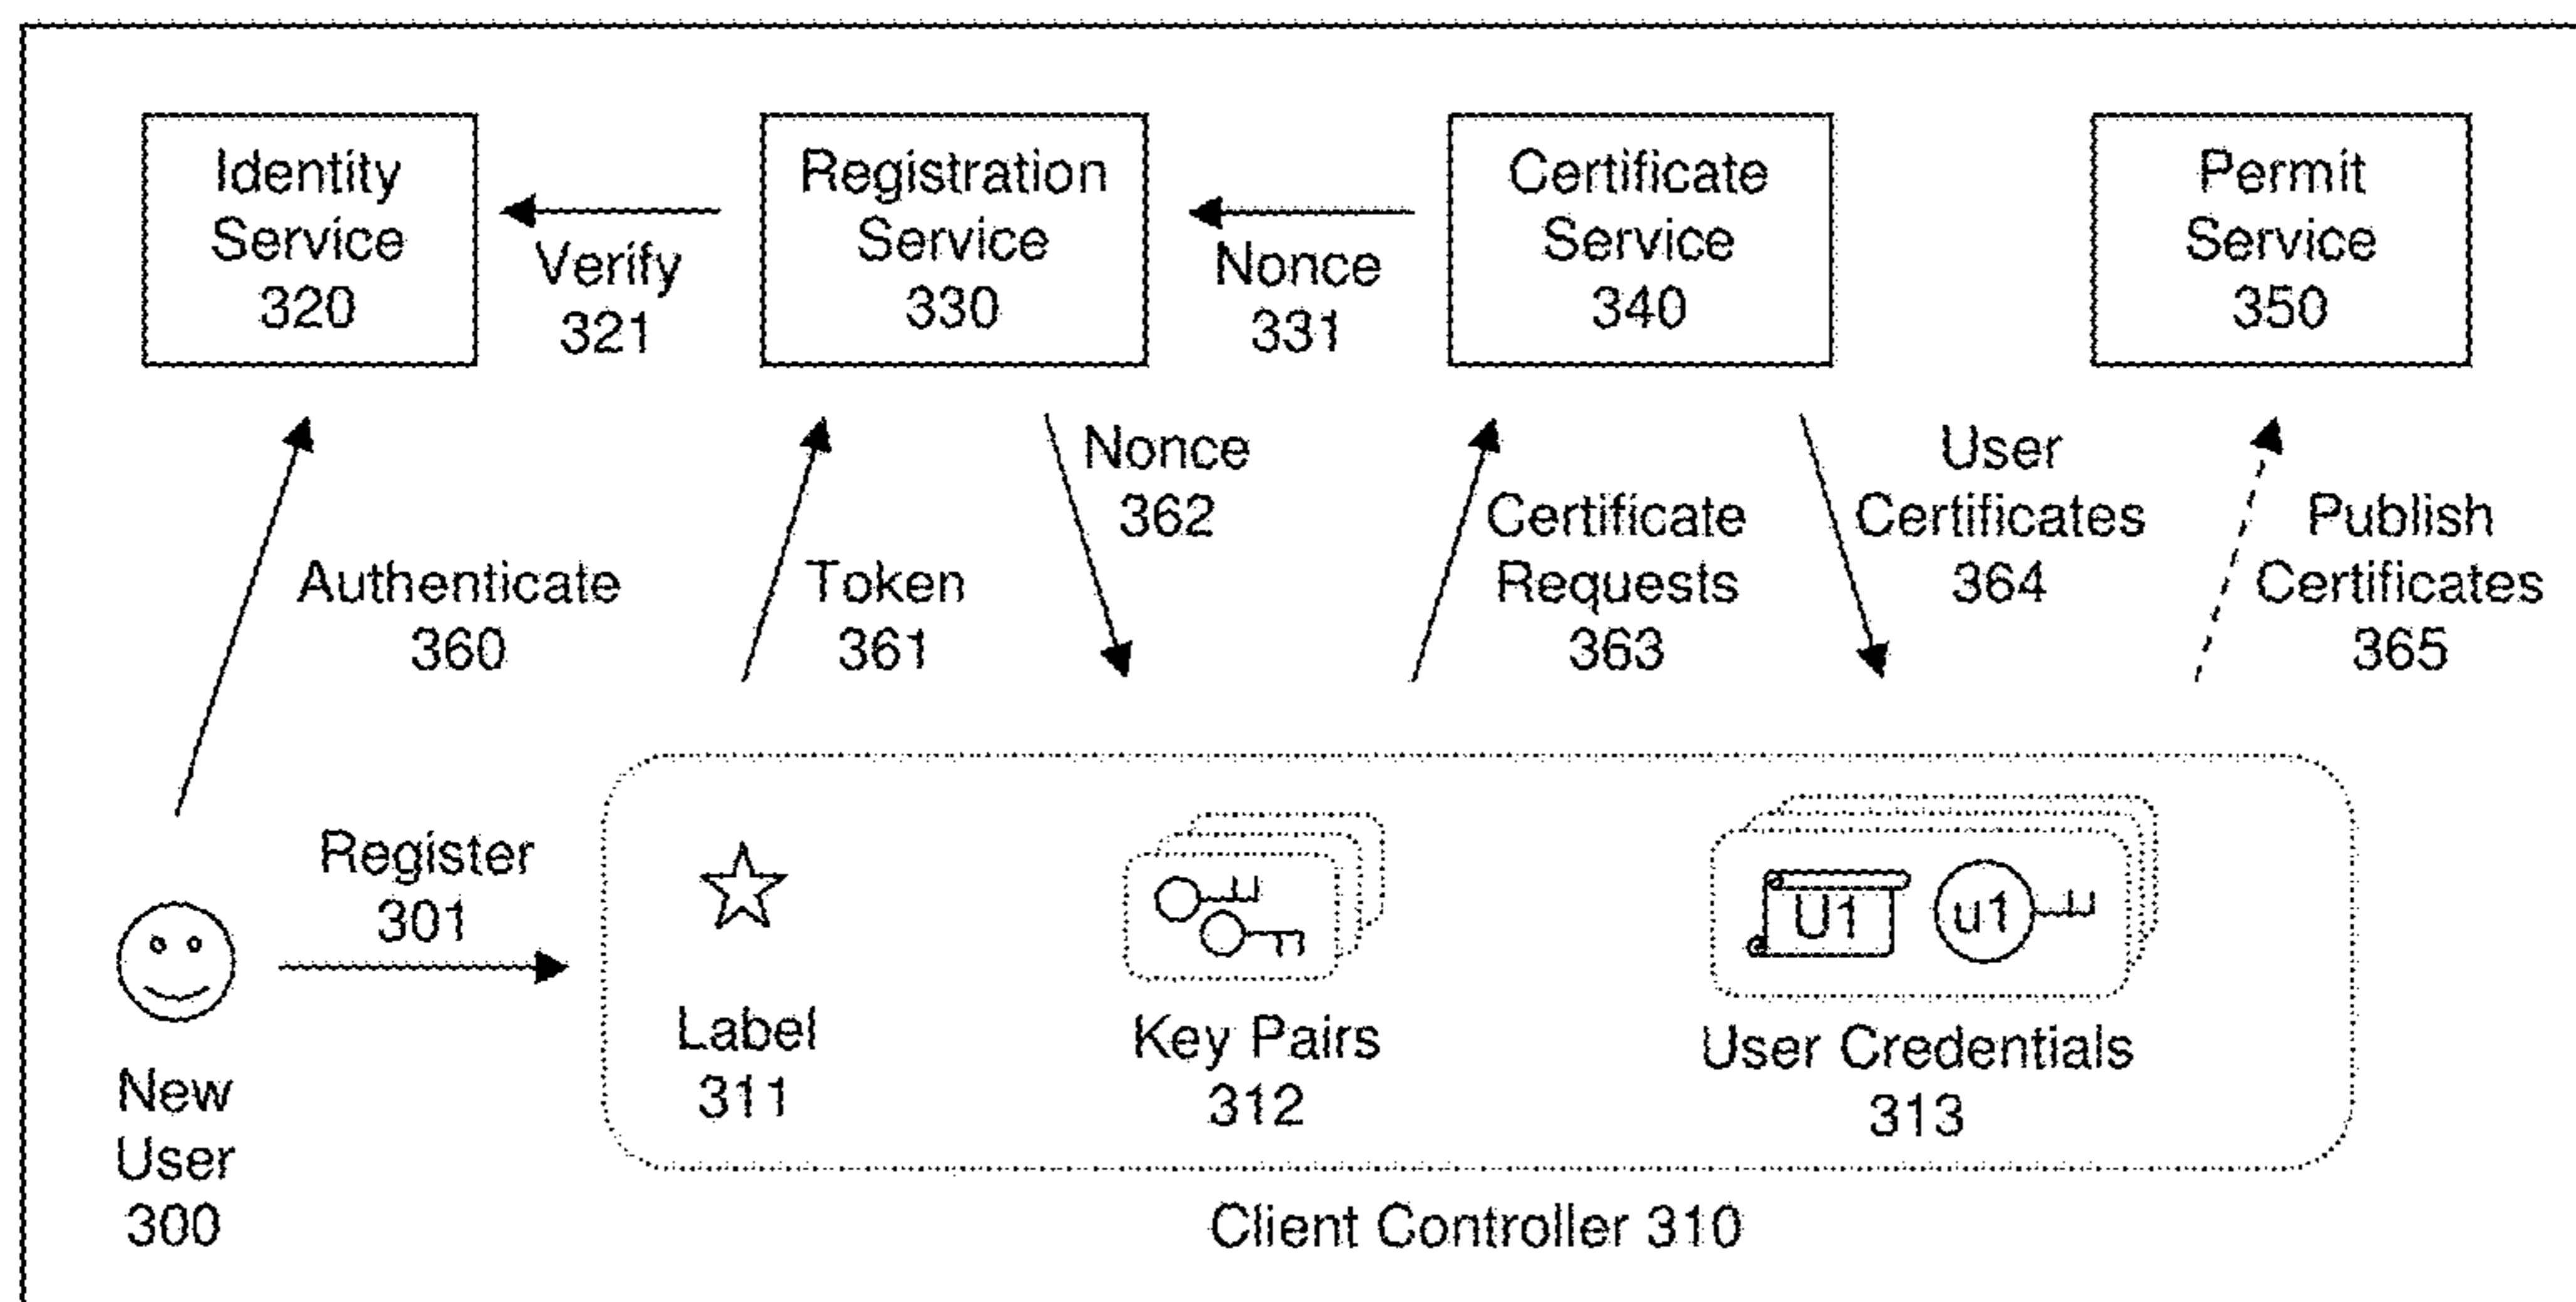 Identity
Service
320
Verify
321
Registration
Service
330
Nonce
331
Certificate
Service
340
Permit
Service
350
Authenticate
360
Token
361
Nonce
362
Certificate
Requests
363
User
Certificates
364
Publish
Certificates
365
Register
301
New
User
300
Label
311
Key Pairs
312
U1
u1
User Credentials
313
Client Controller 310